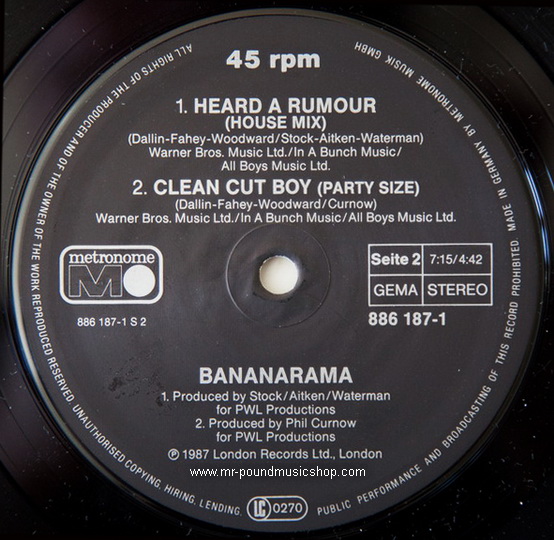 45 rpm
1. HEARD A RUMOUR
(HOUSE MIX)
(Dallin-Fahey-Woodward/Stock-Aitken-Waterman)
Warner Bros. Music Ltd./In A Bunch Music/
All Boys Music Ltd.
2. CLEAN CUT BOY (PARTY SIZE)
(Dallin-Fahey-Woodward/Curnow)
Warner Bros. Music Ltd./In A Bunch Music/All Boys Music Ltd.
metronome
M
886 187-1 S 2
Seite 2 7:15/4:42
GEMA STEREO
886 187-1
BANANARAMA
1. Produced by Stock/Aitken/Waterman
for PWL Productions
2. Produced by Phil Curnow
for PWL Productions
℗ 1987 London Records Ltd., London
www.mr-poundmusicshop.com
LC 0270
ALL RIGHTS OF THE PRODUCER AND OF THE OWNER OF THE WORK REPRODUCED RESERVED. UNAUTHORISED COPYING, HIRING, LENDING, PUBLIC PERFORMANCE AND BROADCASTING OF THIS RECORD PROHIBITED. MADE IN GERMANY BY METRONOME MUSIK GMBH